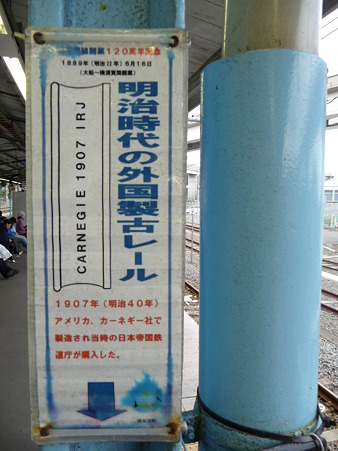 開業120周年記念
1889年（明治22年）6月16日
（大船ー横須賀間開業）
明治時代の外国製古レール
CARNEGIE 1907 IRJ
1907年（明治40年）
アメリカ、カーネギー社で
製造され当時の日本帝国鉄
道庁が購入した。